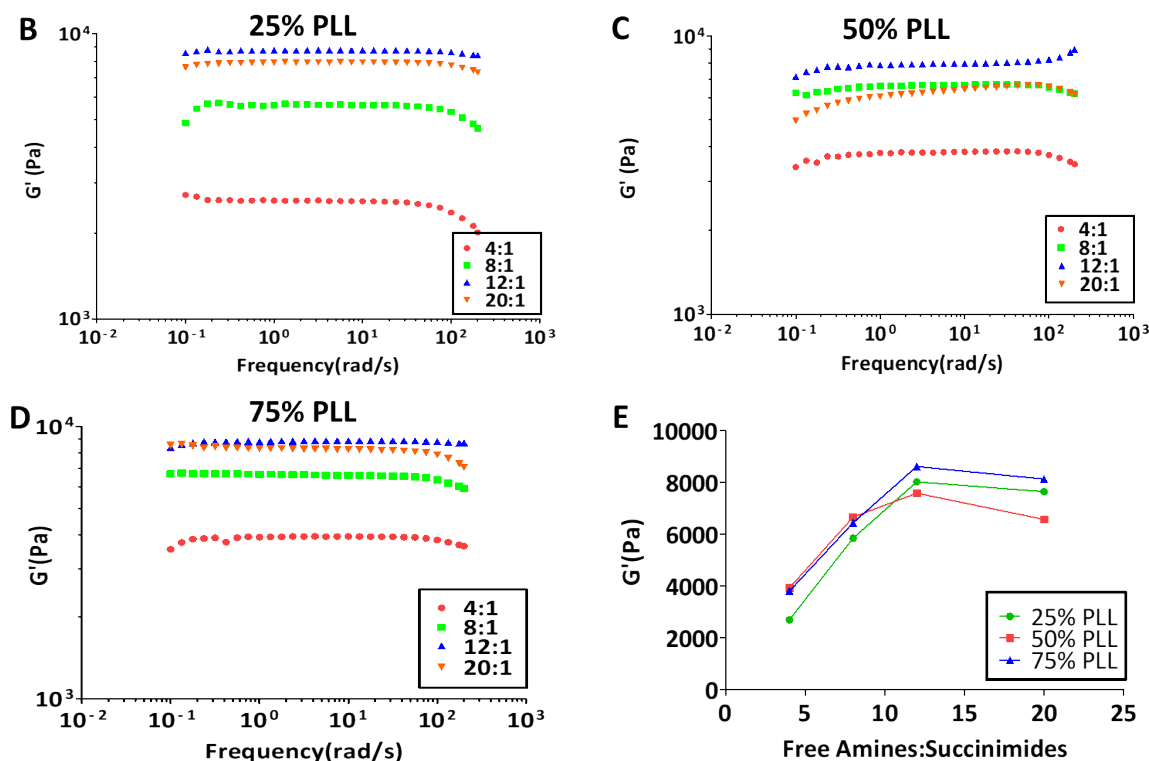 B
25% PLL
10⁴
10³
G' (Pa)
10⁻² 10⁻¹ 10⁰ 10¹ 10² 10³
Frequency(rad/s)
4:1
8:1
12:1
20:1
C
50% PLL
10⁴
10³
G' (Pa)
10⁻² 10⁻¹ 10⁰ 10¹ 10² 10³
Frequency(rad/s)
4:1
8:1
12:1
20:1
D
75% PLL
10⁴
10³
G'(Pa)
10⁻² 10⁻¹ 10⁰ 10¹ 10² 10³
Frequency(rad/s)
4:1
8:1
12:1
20:1
E
10000
8000
6000
4000
2000
0
G'(Pa)
0 5 10 15 20 25
Free Amines:Succinimides
25% PLL
50% PLL
75% PLL